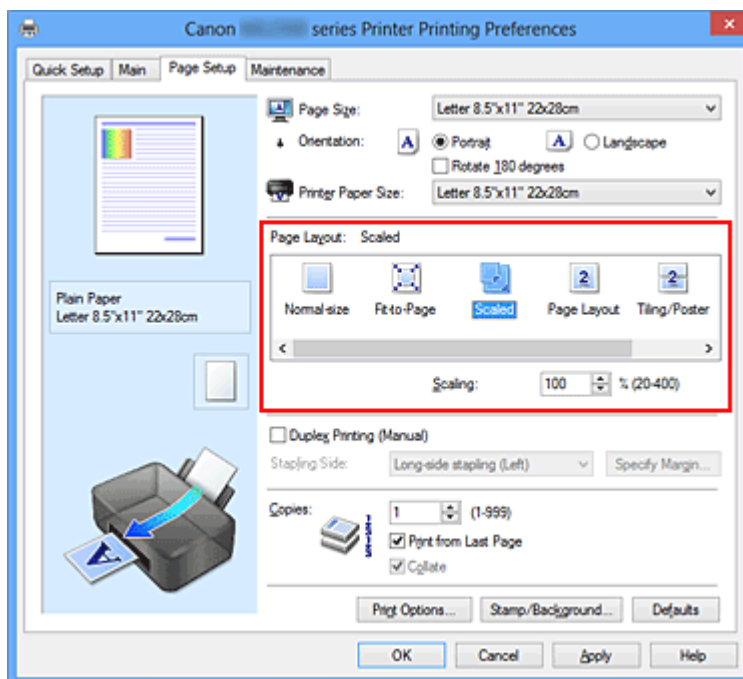 Canon series Printer Printing Preferences
Quick Setup Main Page Setup Maintenance
Page Size: Letter 8.5"x11" 22x28cm
Orientation: A Portrait A Landscape
Rotate 180 degrees
Printer Paper Size: Letter 8.5"x11" 22x28cm
Page Layout: Scaled
2 2
Normal-size Fit-to-Page Scaled Page Layout Tiling/Poster
Scaling: 100 % (20-400)
Plain Paper
Letter 8.5"x11" 22x28cm
Duplex Printing (Manual)
Stapling Side: Long-side stapling (Left) Specify Margin...
Copies: 1 (1-999)
Print from Last Page
Collate
A
Print Options... Stamp/Background... Defaults
OK Cancel Apply Help